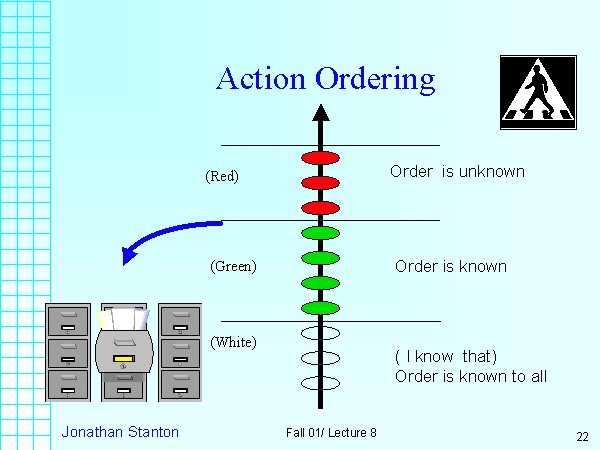 Action Ordering
(Red)
Order is unknown
(Green)
Order is known
(White)
( I know that)
Order is known to all
Jonathan Stanton
Fall 01/ Lecture 8
22